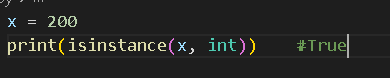 x = 200
print(isinstance(x, int))    #True